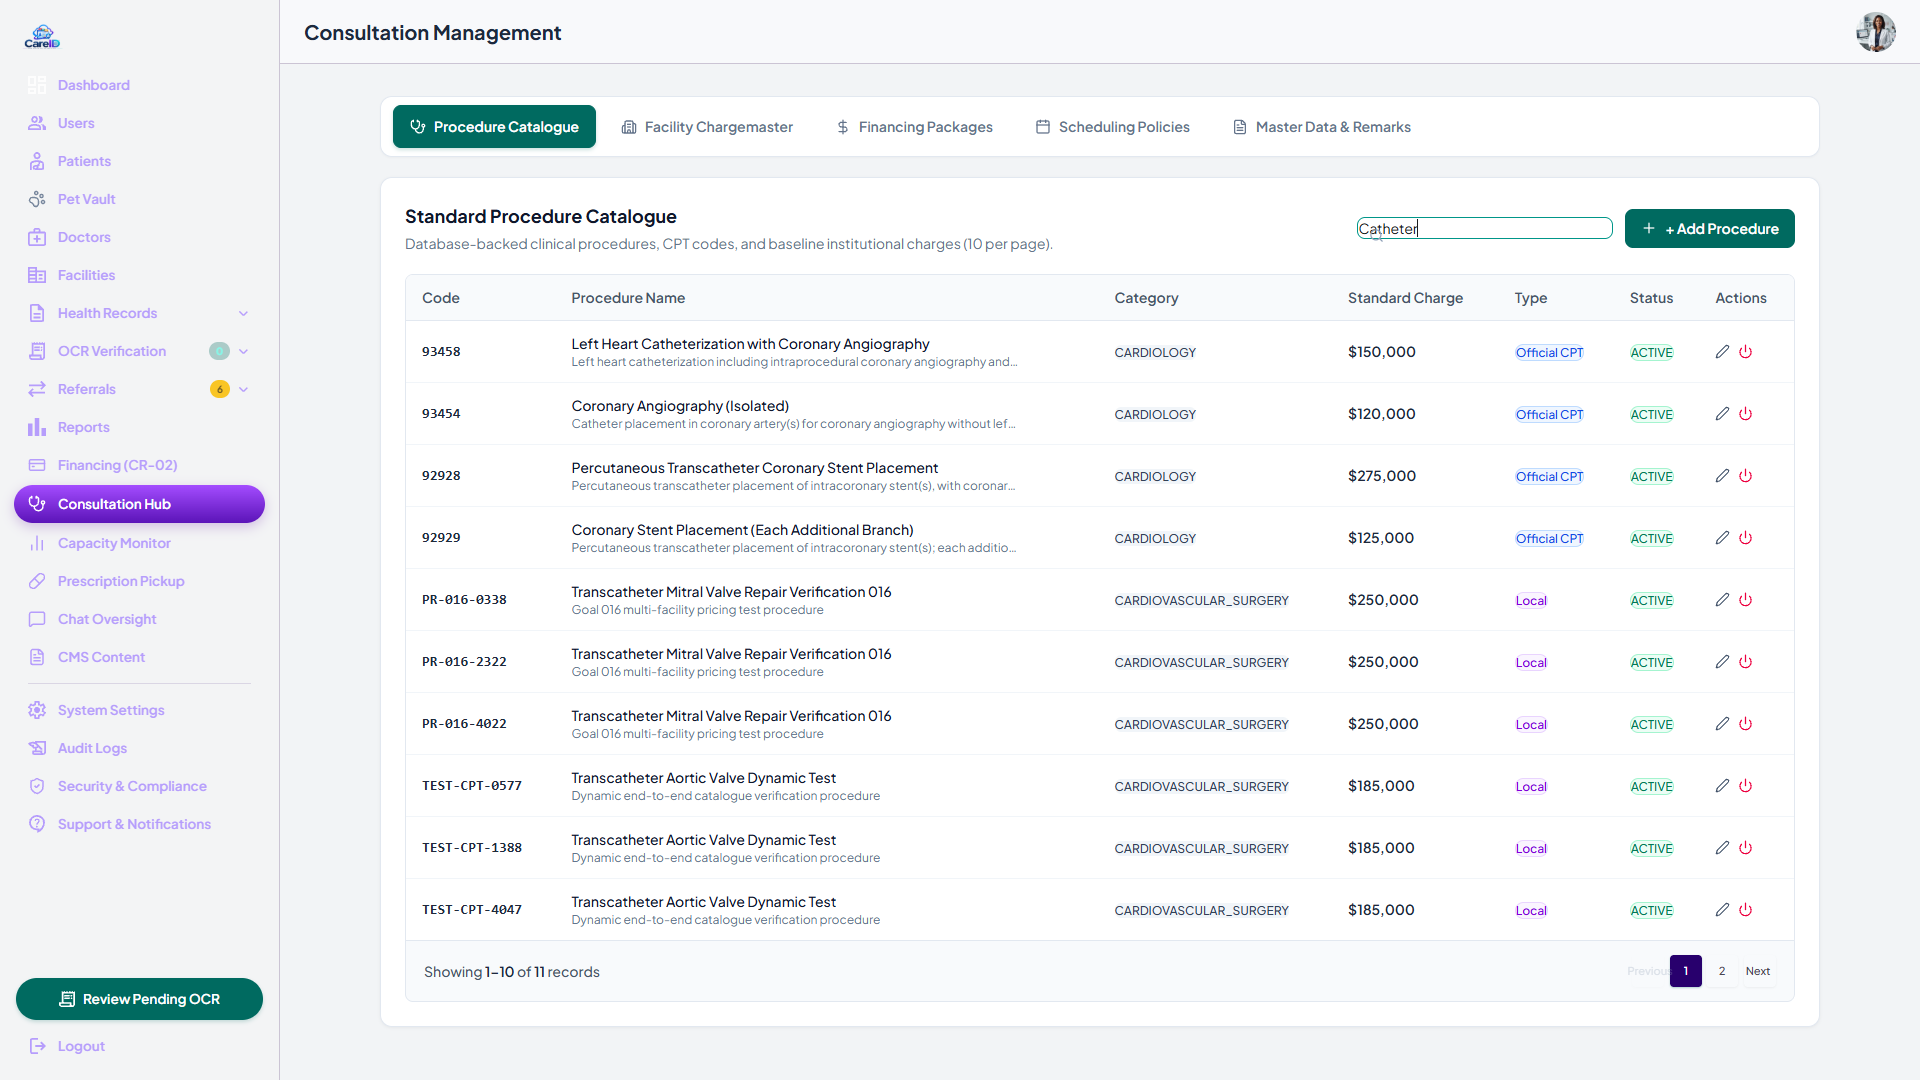 CareID
Consultation Management
Dashboard
Users
Patients
Pet Vault
Doctors
Facilities
Health Records
OCR Verification 0
Referrals 6
Reports
Financing (CR-02)
Consultation Hub
Capacity Monitor
Prescription Pickup
Chat Oversight
CMS Content
System Settings
Audit Logs
Security & Compliance
Support & Notifications
Review Pending OCR
Logout
Procedure Catalogue Facility Chargemaster Financing Packages Scheduling Policies Master Data & Remarks
Standard Procedure Catalogue
Database-backed clinical procedures, CPT codes, and baseline institutional charges (10 per page).
Catheter
+ Add Procedure
Code Procedure Name Category Standard Charge Type Status Actions
93458 Left Heart Catheterization with Coronary Angiography CARDIOLOGY $150,000 Official CPT ACTIVE
Left heart catheterization including intraprocedural coronary angiography and...
93454 Coronary Angiography (Isolated) CARDIOLOGY $120,000 Official CPT ACTIVE
Catheter placement in coronary artery(s) for coronary angiography without lef...
92928 Percutaneous Transcatheter Coronary Stent Placement CARDIOLOGY $275,000 Official CPT ACTIVE
Percutaneous transcatheter placement of intracoronary stent(s), with coronar...
92929 Coronary Stent Placement (Each Additional Branch) CARDIOLOGY $125,000 Official CPT ACTIVE
Percutaneous transcatheter placement of intracoronary stent(s); each additio...
PR-016-0338 Transcatheter Mitral Valve Repair Verification 016 CARDIOVASCULAR_SURGERY $250,000 Local ACTIVE
Goal 016 multi-facility pricing test procedure
PR-016-2322 Transcatheter Mitral Valve Repair Verification 016 CARDIOVASCULAR_SURGERY $250,000 Local ACTIVE
Goal 016 multi-facility pricing test procedure
PR-016-4022 Transcatheter Mitral Valve Repair Verification 016 CARDIOVASCULAR_SURGERY $250,000 Local ACTIVE
Goal 016 multi-facility pricing test procedure
TEST-CPT-0577 Transcatheter Aortic Valve Dynamic Test CARDIOVASCULAR_SURGERY $185,000 Local ACTIVE
Dynamic end-to-end catalogue verification procedure
TEST-CPT-1388 Transcatheter Aortic Valve Dynamic Test CARDIOVASCULAR_SURGERY $185,000 Local ACTIVE
Dynamic end-to-end catalogue verification procedure
TEST-CPT-4047 Transcatheter Aortic Valve Dynamic Test CARDIOVASCULAR_SURGERY $185,000 Local ACTIVE
Dynamic end-to-end catalogue verification procedure
Showing 1–10 of 11 records
Previous 1 2 Next